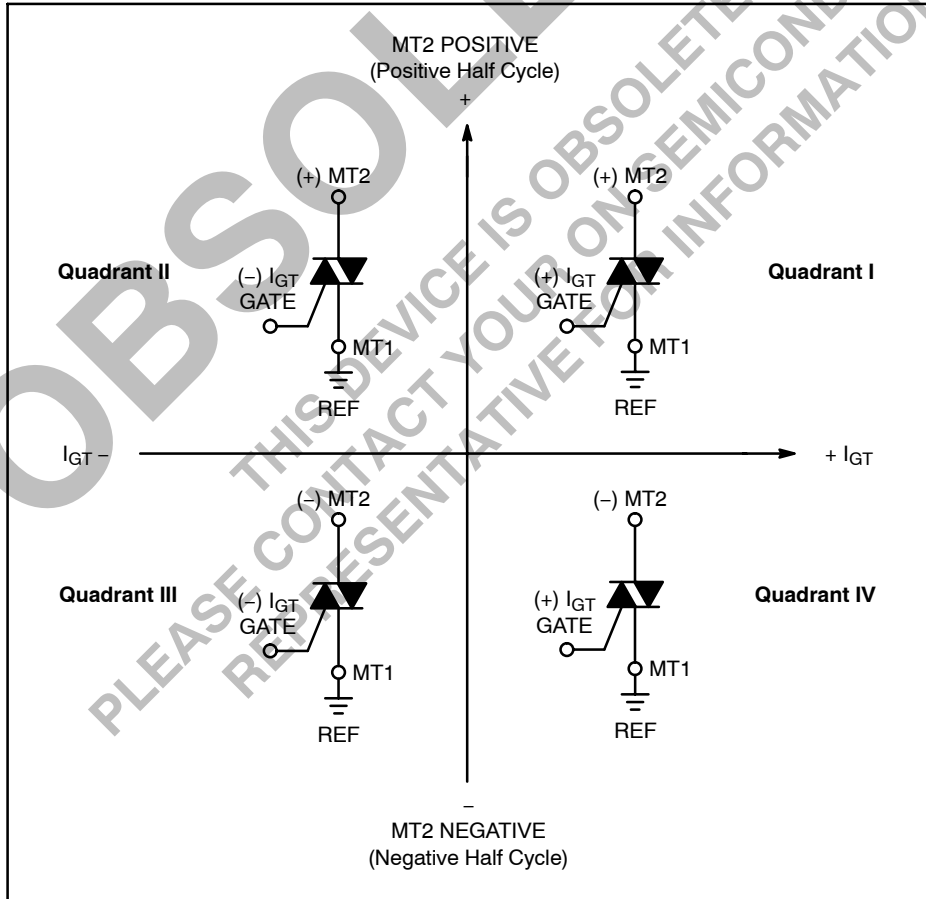 MT2 POSITIVE
(Positive Half Cycle)
+
(+) MT2
(+) MT2
Quadrant II
(−) IGT
GATE
(+) IGT
GATE
Quadrant I
MT1
MT1
REF
REF
IGT −
+ IGT
(−) MT2
(−) MT2
Quadrant III
(−) IGT
GATE
(+) IGT
GATE
Quadrant IV
MT1
MT1
REF
REF
−
MT2 NEGATIVE
(Negative Half Cycle)
THIS DEVICE IS OBSOLETE
PLEASE CONTACT YOUR ON
REPRESENTATIVE FOR INFORMATION